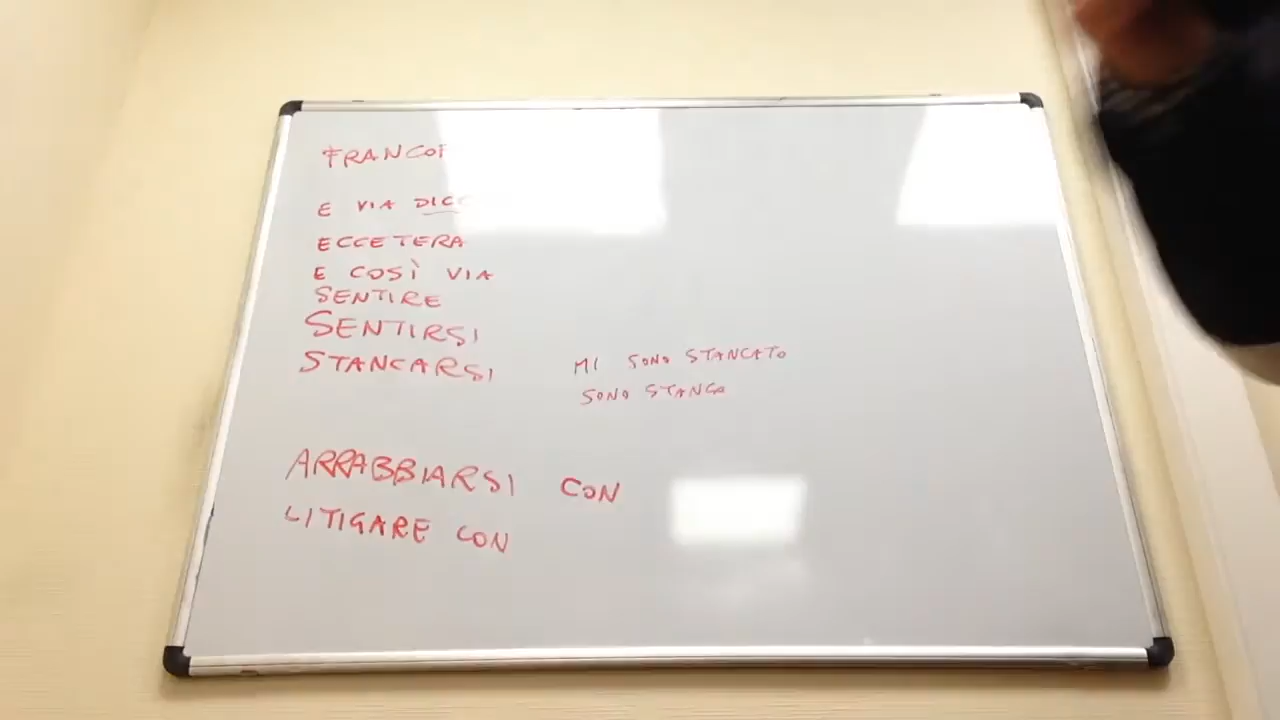 E VIA
ECCETERA
E COSÌ VIA
SENTIRE
SENTIRSI
STANCARSI
MI SONO STANCATO
SONO STANCO
ARRABBIARSI CON
LITIGARE CON